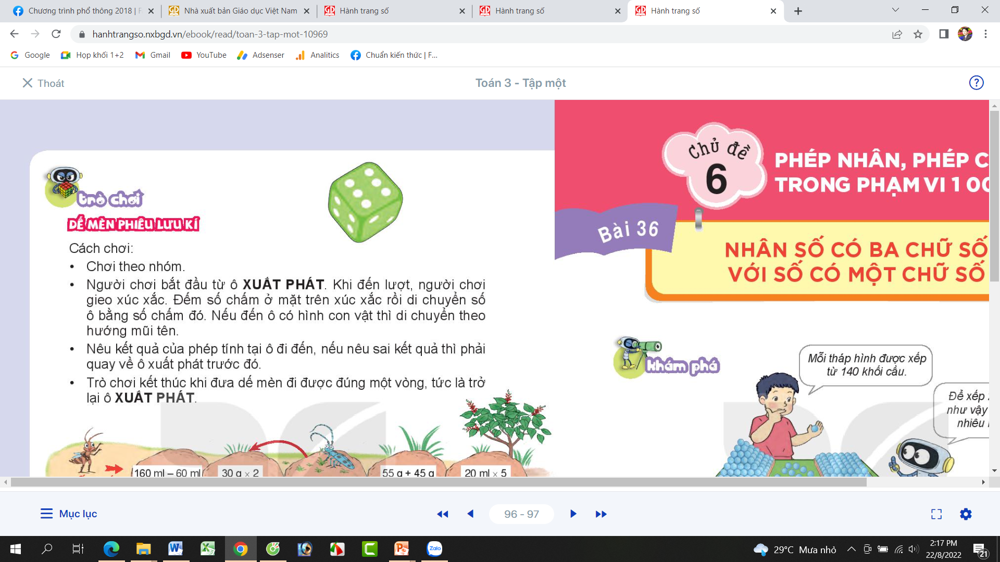 Chương trình phổ thông 2018 | F
Nhà xuất bản Giáo dục Việt Nam
Hành trang số
Hành trang số
Hành trang số
hanhtrangso.nxbgd.vn/ebook/read/toan-3-tap-mot-10969
Google
Họp khối 1+2
Gmail
YouTube
Adsenser
Analitics
Chuẩn kiến thức | F...
Thoát
Toán 3 - Tập một
?
trò chơi
DẾ MÈN PHIÊU LƯU KÍ
Cách chơi:
• Chơi theo nhóm.
• Người chơi bắt đầu từ ô XUẤT PHÁT. Khi đến lượt, người chơi
gieo xúc xắc. Đếm số chấm ở mặt trên xúc xắc rồi di chuyển số
ô bằng số chấm đó. Nếu đến ô có hình con vật thì di chuyển theo
hướng mũi tên.
• Nêu kết quả của phép tính tại ô đi đến, nếu nêu sai kết quả thì phải
quay về ô xuất phát trước đó.
• Trò chơi kết thúc khi đưa dế mèn đi được đúng một vòng, tức là trở
lại ô XUẤT PHÁT.
160 ml – 60 ml
30 g × 2
55 g + 45 g
20 ml × 5
Chủ đề
6
PHÉP NHÂN, PHÉP C
TRONG PHẠM VI 1 00
Bài 36
NHÂN SỐ CÓ BA CHỮ SỐ
VỚI SỐ CÓ MỘT CHỮ SỐ
khám phá
Mỗi tháp hình được xếp
từ 140 khối cầu.
Để xếp
như vậy
nhiêu
Mục lục
96 - 97
Zalo
29°C Mưa nhỏ
2:17 PM
22/8/2022
21